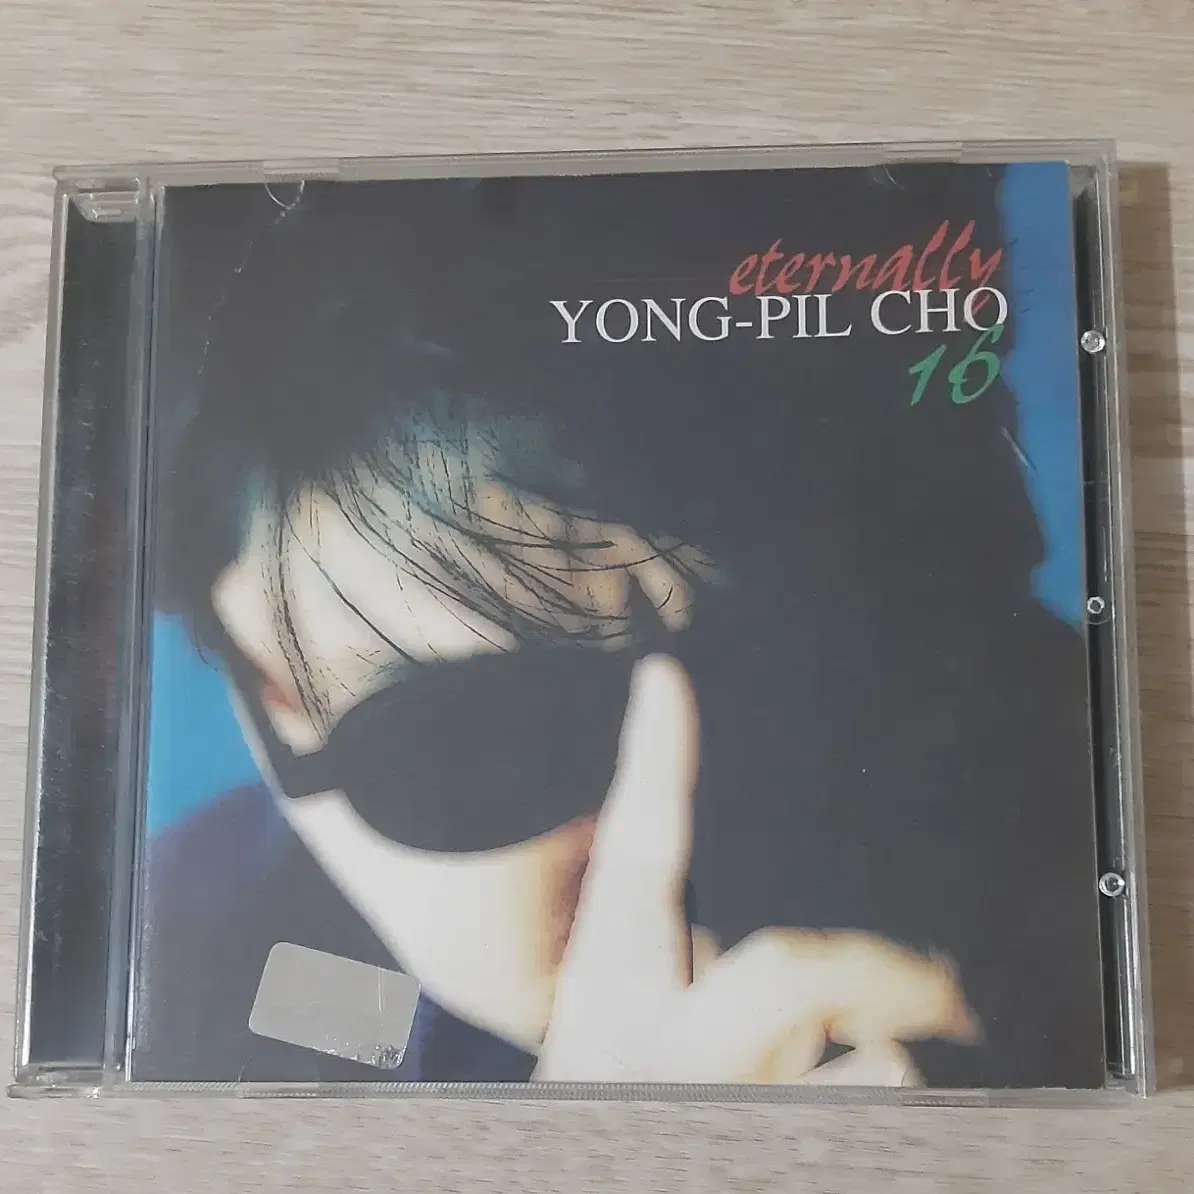 eternally
YONG-PIL CHO
16